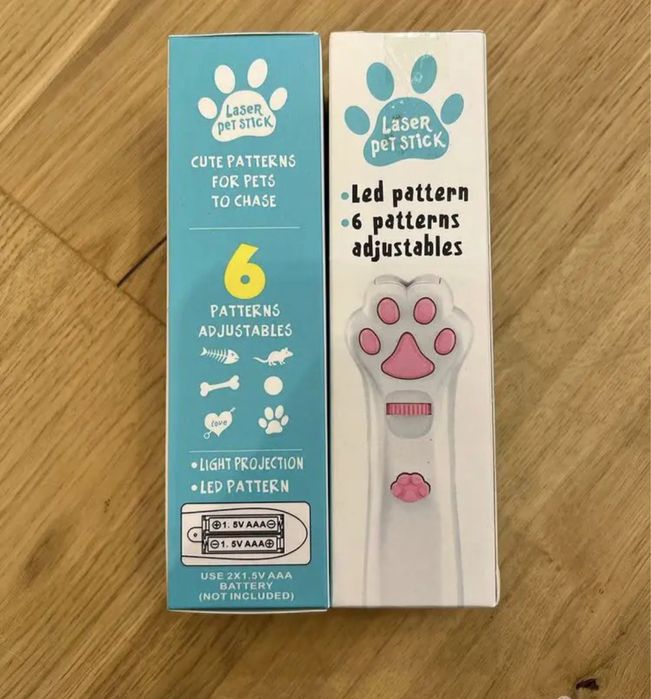 LASER
PET STICK
CUTE PATTERNS
FOR PETS
TO CHASE
6
PATTERNS
ADJUSTABLES
love
•LIGHT PROJECTION
•LED PATTERN
⊕1.5V AAA⊖
⊖1.5V AAA⊕
USE 2X1.5V AAA
BATTERY
(NOT INCLUDED)
LASER
PET STICK
•Led pattern
•6 patterns
adjustables